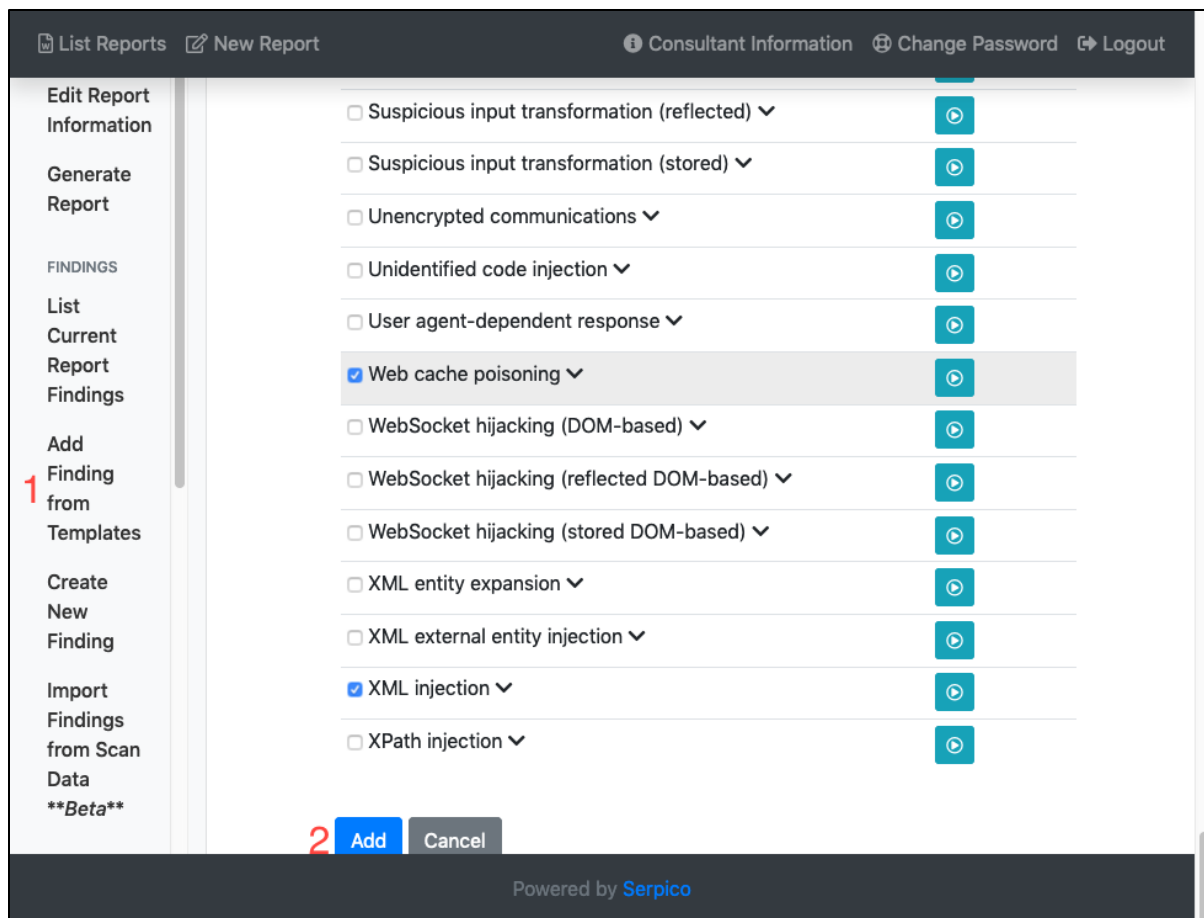 List Reports New Report Consultant Information Change Password Logout
Edit Report
Information
Generate
Report
FINDINGS
List
Current
Report
Findings
Add
Finding
1 from
Templates
Create
New
Finding
Import
Findings
from Scan
Data
**Beta**
Suspicious input transformation (reflected)
Suspicious input transformation (stored)
Unencrypted communications
Unidentified code injection
User agent-dependent response
Web cache poisoning
WebSocket hijacking (DOM-based)
WebSocket hijacking (reflected DOM-based)
WebSocket hijacking (stored DOM-based)
XML entity expansion
XML external entity injection
XML injection
XPath injection
2 Add Cancel
Powered by Serpico